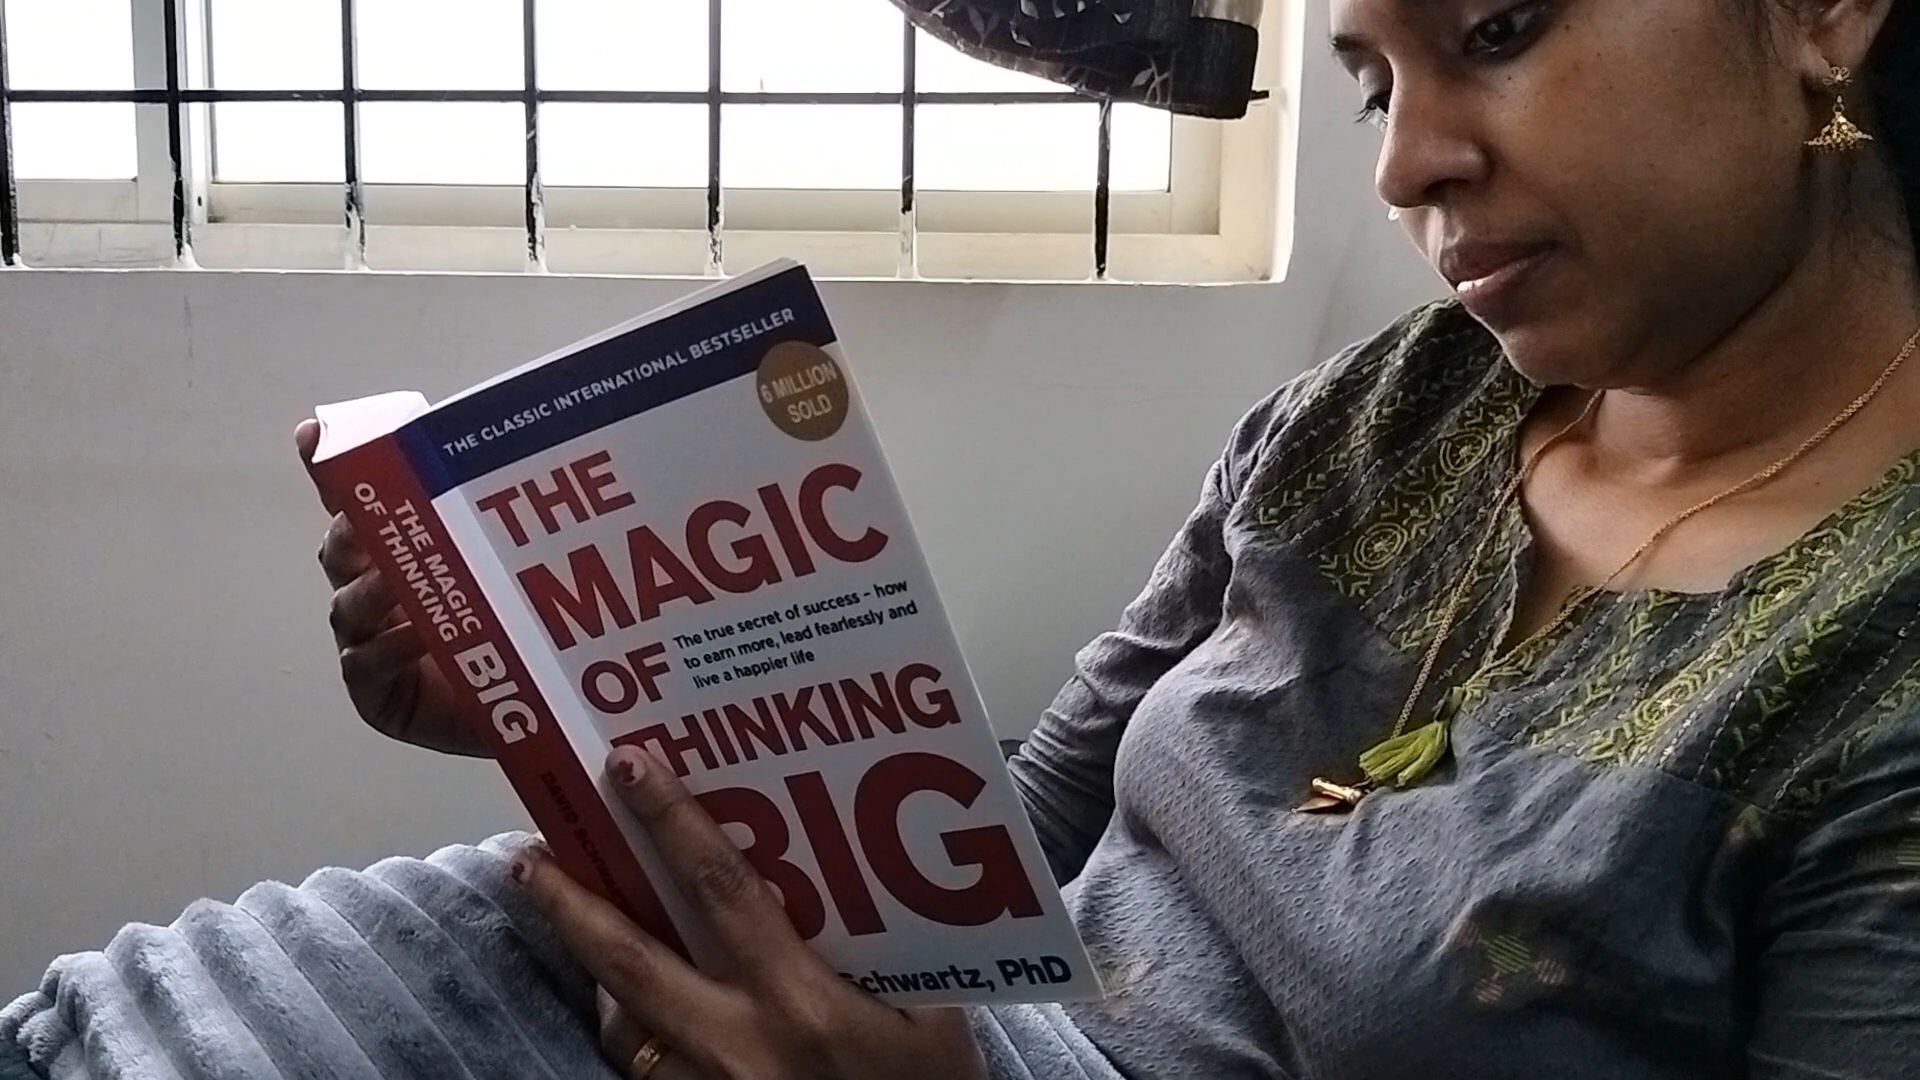 THE CLASSIC INTERNATIONAL BESTSELLER
6 MILLION
SOLD
THE
MAGIC
OF
The true secret of success – how
to earn more, lead fearlessly and
live a happier life
THINKING
BIG
Schwartz, PhD
THE MAGIC
OF THINKING
BIG
DAVID